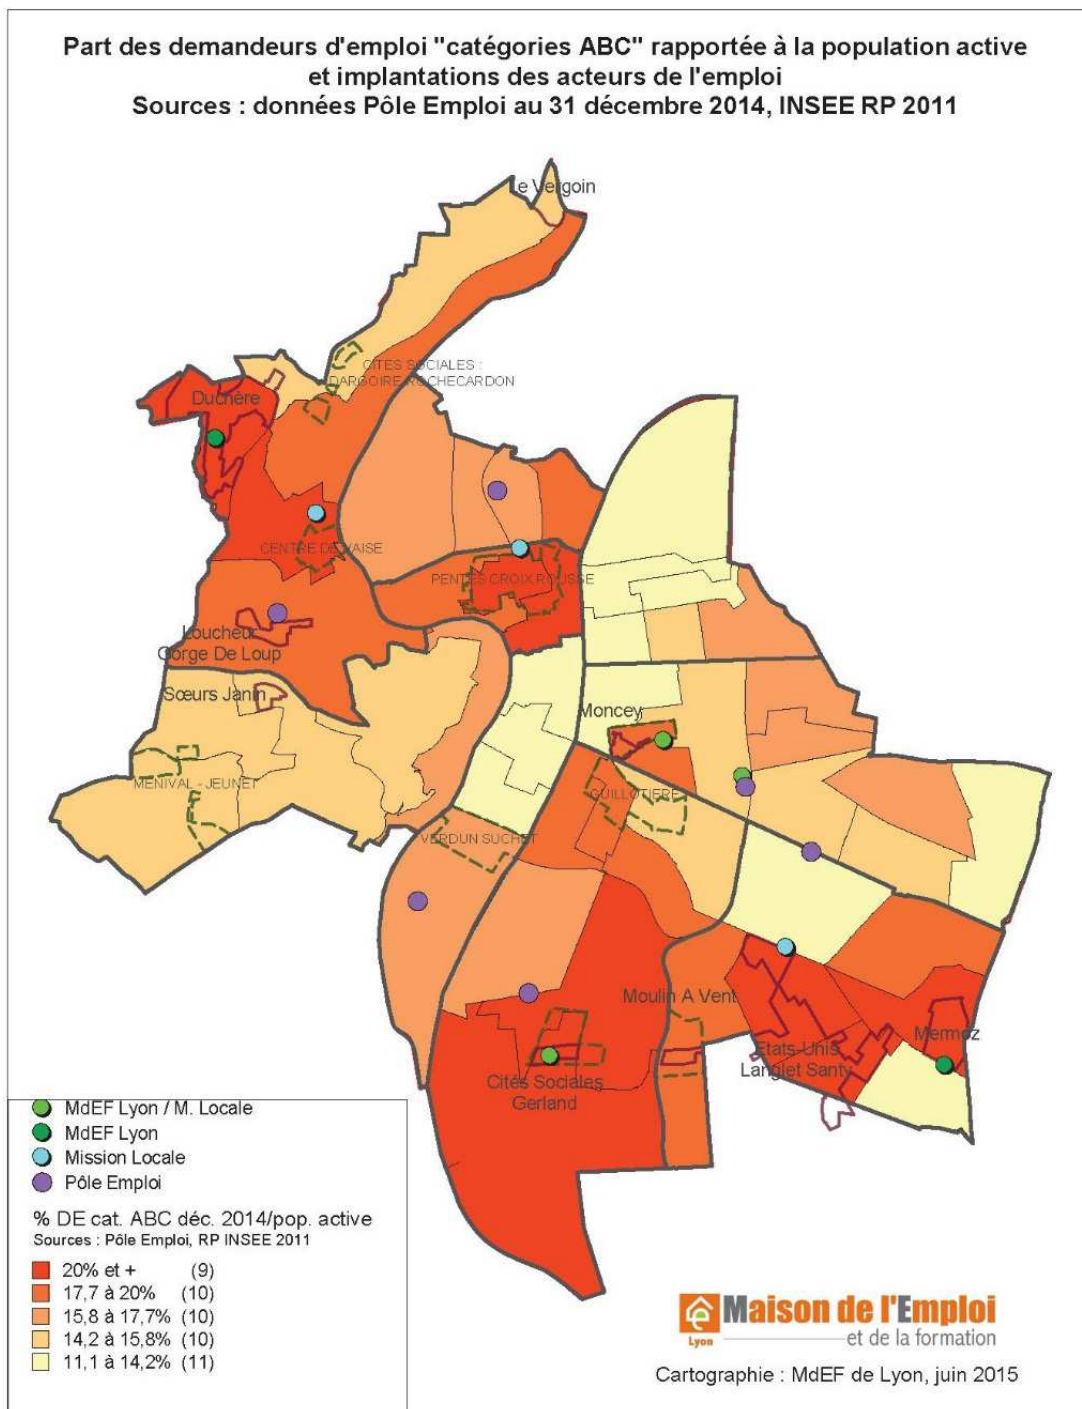 Part des demandeurs d'emploi "catégories ABC" rapportée à la population active
et implantations des acteurs de l'emploi
Sources : données Pôle Emploi au 31 décembre 2014, INSEE RP 2011
Le Vergoin
CITES SOCIALES :
DARGOIRE ROCHECARDON
Duchère
CENTRE DE VAISE
PENTES CROIX ROUSSE
Loucheur
Gorge De Loup
Sœurs Janin
Moncey
MENIVAL - JEUNET
GUILLOTIERE
VERDUN SUCHET
Moulin A Vent
Mermoz
Etats-Unis
Langlet Santy
Cités Sociales
Gerland
MdEF Lyon / M. Locale
MdEF Lyon
Mission Locale
Pôle Emploi
% DE cat. ABC déc. 2014/pop. active
Sources : Pôle Emploi, RP INSEE 2011
20% et + (9)
17,7 à 20% (10)
15,8 à 17,7% (10)
14,2 à 15,8% (10)
11,1 à 14,2% (11)
Maison de l'Emploi
Lyon et de la formation
Cartographie : MdEF de Lyon, juin 2015